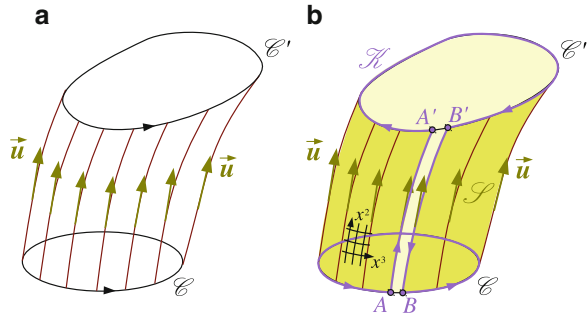 a
𝒞′
u⃗
u⃗
𝒞
b
𝒦
𝒞′
A′ B′
u⃗
u⃗
𝒮
x²
x³
A B
𝒞